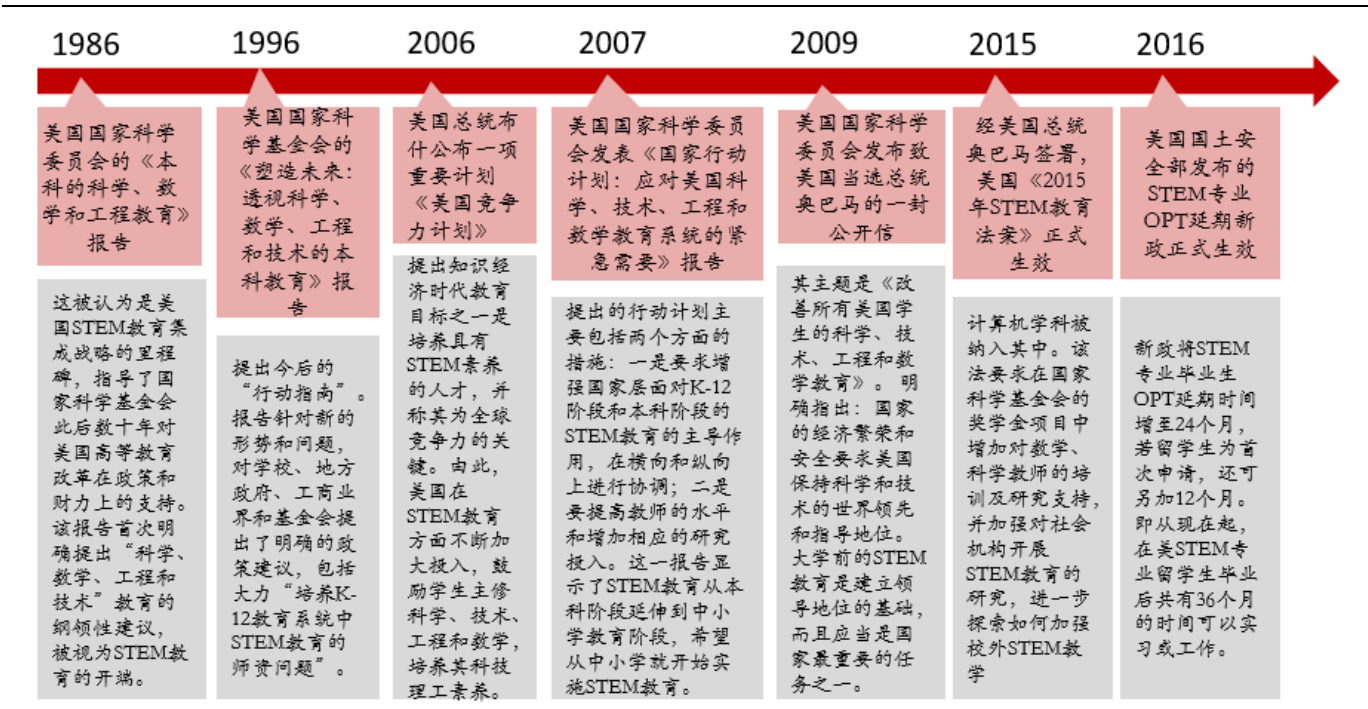 1986
1996
2006
2007
2009
2015
2016
美国国家科学
委员会的《本
科的科学、数
学和工程教育》
报告
美国国家科
学基金会的
《塑造未来：
透视科学、
数学、工程
和技术的本
科教育》报
告
美国总统布
什公布一项
重要计划
《美国竞争
力计划》
美国国家科学委员
会发表《国家行动
计划：应对美国科
学、技术、工程和
数学教育系统的紧
急需要》报告
美国国家科学
委员会发布致
美国当选总统
奥巴马的一封
公开信
经美国总统
奥巴马签署，
美国《2015
年STEM教育
法案》正式
生效
美国国土安
全部发布的
STEM专业
OPT延期新
政正式生效
这被认为是美
国STEM教育集
成战略的里程
碑，指导了国
家科学基金会
此后数十年对
美国高等教育
改革在政策和
财力上的支持。
该报告首次明
确提出“科学、
数学、工程和
技术”教育的
纲领性建议，
被视为STEM教
育的开端。
提出今后的
“行动指南”。
报告针对新的
形势和问题，
对学校、地方
政府、工商业
界和基金会提
出了明确的政
策建议，包括
大力“培养K-
12教育系统中
STEM教育的
师资问题”。
提出知识经
济时代教育
目标之一是
培养具有
STEM素养
的人才，并
称其为全球
竞争力的关
键。由此，
美国在
STEM教育
方面不断加
大投入，鼓
励学生主修
科学、技术、
工程和数学，
培养其科技
理工素养。
提出的行动计划主
要包括两个方面的
措施：一是要求增
强国家层面对K-12
阶段和本科阶段的
STEM教育的主导作
用，在横向和纵向
上进行协调；二是
要提高教师的水平
和增加相应的研究
投入。这一报告显
示了STEM教育从本
科阶段延伸到中小
学教育阶段，希望
从中小学就开始实
施STEM教育。
其主题是《改
善所有美国学
生的科学、技
术、工程和数
学教育》。明
确指出：国家
的经济繁荣和
安全要求美国
保持科学和技
术的世界领先
和指导地位。
大学前的STEM
教育是建立领
导地位的基础，
而且应当是国
家最重要的任
务之一。
计算机学科被
纳入其中。该
法要求在国家
科学基金会的
奖学金项目中
增加对数学、
科学教师的培
训及研究支持，
并加强对社会
机构开展
STEM教育的
研究，进一步
探索如何加强
校外STEM教
学
新政将STEM
专业毕业生
OPT延期时间
增至24个月，
若留学生为首
次申请，还可
另加12个月。
即从现在起，
在美STEM专
业留学生毕业
后共有36个月
的时间可以实
习或工作。